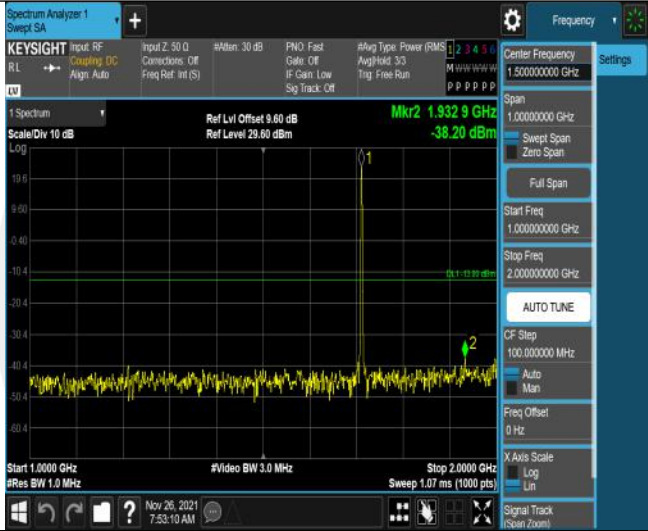 Spectrum Analyzer 1
Swept SA
Frequency
KEYSIGHT
Input: RF
Input Z: 50 Ω
#Atten: 30 dB
PNO: Fast
#Avg Type: Power (RMS
1 2 3 4 5 6
RL
Coupling: DC
Corrections: Off
Gate: Off
Avg|Hold: 3/3
M W W W W W
Align: Auto
Freq Ref: Int (S)
IF Gain: Low
Trig: Free Run
P P P P P P
Sig Track: Off
1 Spectrum
Ref Lvl Offset 9.60 dB
Mkr2 1.932 9 GHz
Scale/Div 10 dB
Ref Level 29.60 dBm
-38.20 dBm
Log
1
19.6
9.60
-0.40
-10.4
DL1 -13.00 dBm
-20.4
-30.4
2
-40.4
-50.4
-60.4
Start 1.0000 GHz
#Video BW 3.0 MHz
Stop 2.0000 GHz
#Res BW 1.0 MHz
Sweep 1.07 ms (1000 pts)
Nov 26, 2021
7:53:10 AM
Center Frequency
1.500000000 GHz
Settings
Span
1.00000000 GHz
Swept Span
Zero Span
Full Span
Start Freq
1.000000000 GHz
Stop Freq
2.000000000 GHz
AUTO TUNE
CF Step
100.000000 MHz
Auto
Man
Freq Offset
0 Hz
X Axis Scale
Log
Lin
Signal Track
(Span Zoom)